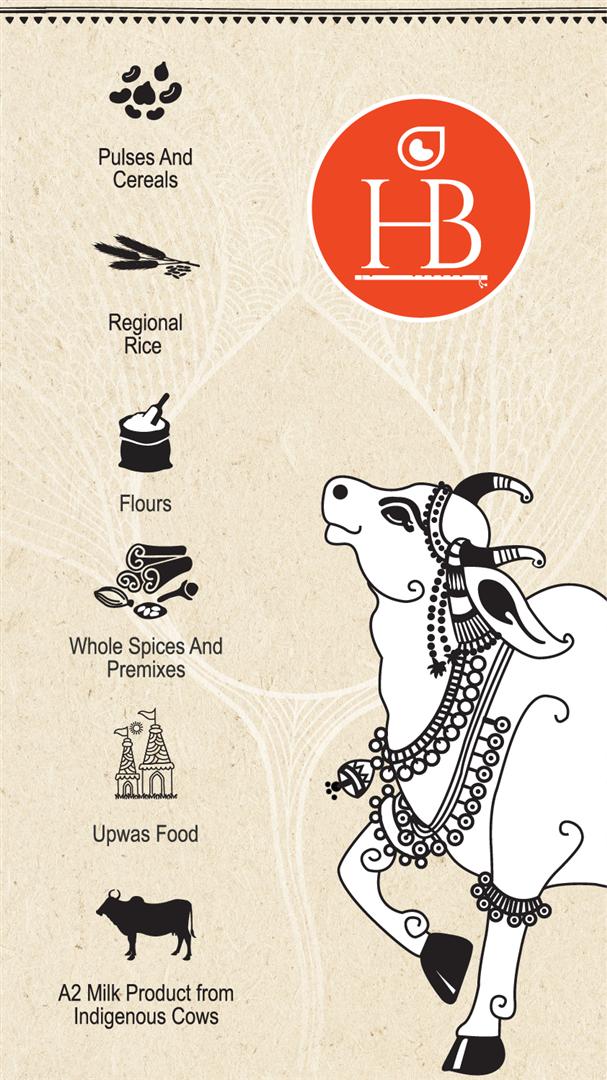 HB
Pulses And
Cereals
Regional
Rice
Flours
Whole Spices And
Premixes
Upwas Food
A2 Milk Product from
Indigenous Cows